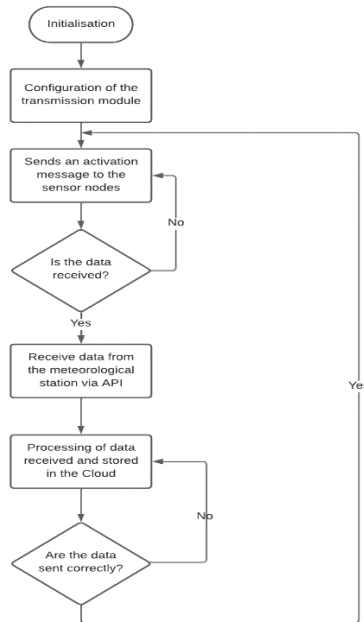 Initialisation
Configuration of the
transmission module
Sends an activation
message to the
sensor nodes
No
Is the data
received?
Yes
Receive data from
the meteorological
station via API
Yes
Processing of data
received and stored
in the Cloud
No
Are the data
sent correctly?